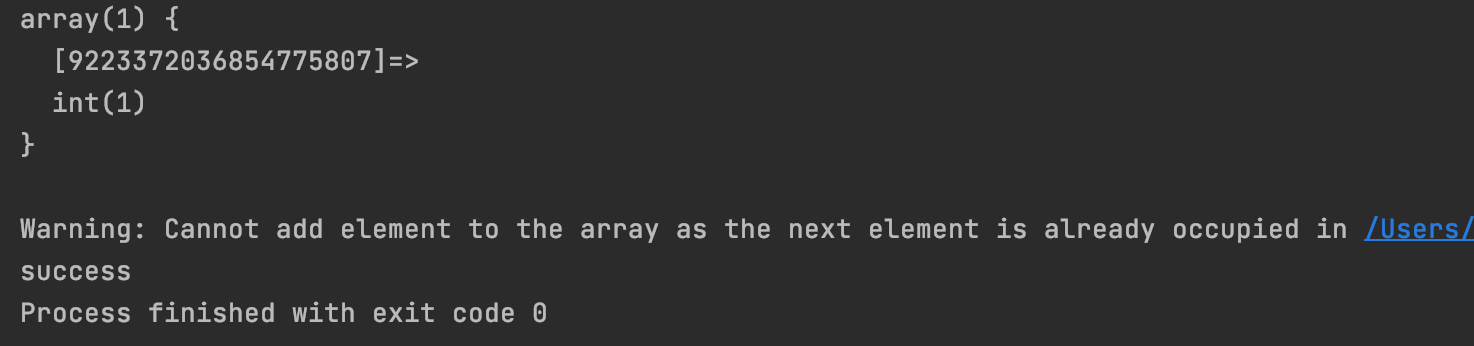 array(1) {
  [9223372036854775807]=>
  int(1)
}
Warning: Cannot add element to the array as the next element is already occupied in /Users/
success
Process finished with exit code 0